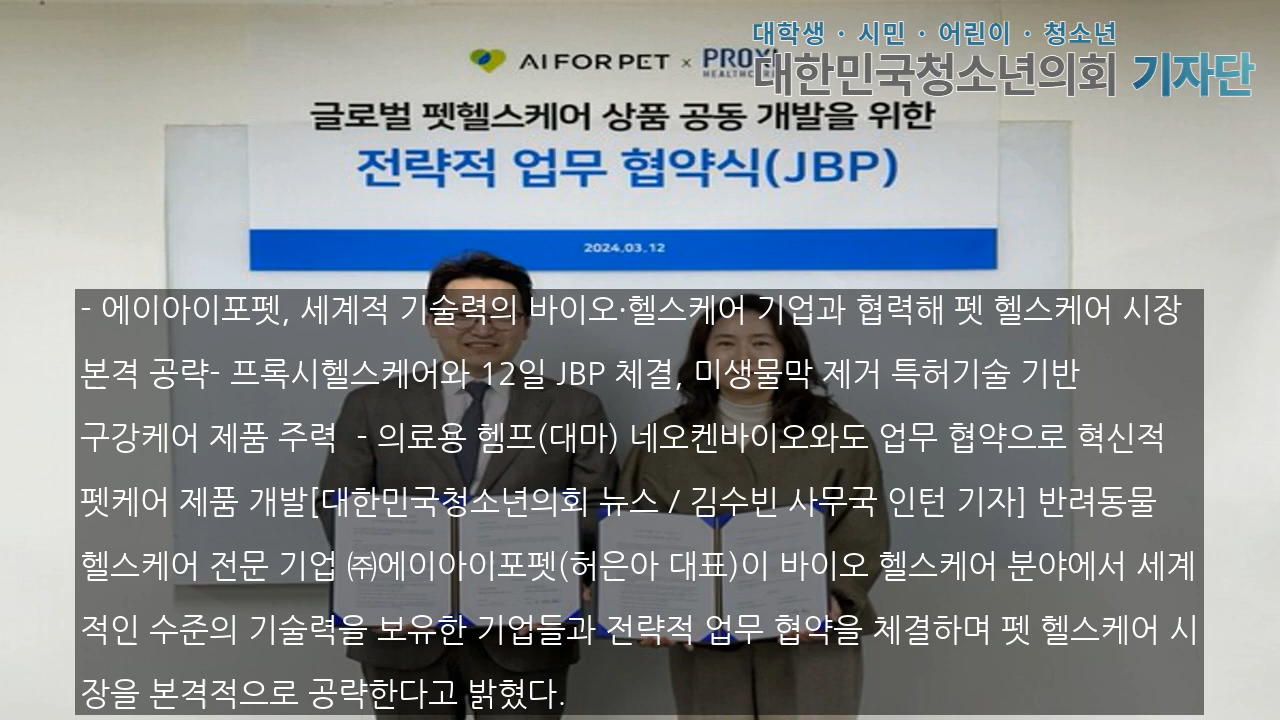 대학생 · 시민 · 어린이 · 청소년
대한민국청소년의회 기자단
AI FOR PET × PROXI
HEALTHCARE
글로벌 펫헬스케어 상품 공동 개발을 위한
전략적 업무 협약식(JBP)
2024.03.12
- 에이아이포펫, 세계적 기술력의 바이오·헬스케어 기업과 협력해 펫 헬스케어 시장
본격 공략- 프록시헬스케어와 12일 JBP 체결, 미생물막 제거 특허기술 기반
구강케어 제품 주력 - 의료용 헴프(대마) 네오켄바이오와도 업무 협약으로 혁신적
펫케어 제품 개발[대한민국청소년의회 뉴스 / 김수빈 사무국 인턴 기자] 반려동물
헬스케어 전문 기업 ㈜에이아이포펫(허은아 대표)이 바이오 헬스케어 분야에서 세계
적인 수준의 기술력을 보유한 기업들과 전략적 업무 협약을 체결하며 펫 헬스케어 시
장을 본격적으로 공략한다고 밝혔다.